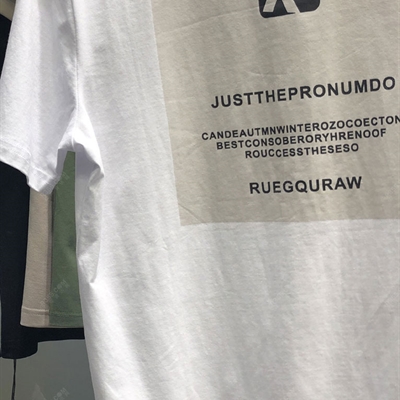 JUSTTHEPRONUMDO
CANDEAUTMNWINTEROZOCOECTON
BESTCONSOBERORYHRENOOF
ROUCCESSTHESESO
RUEGQURAW